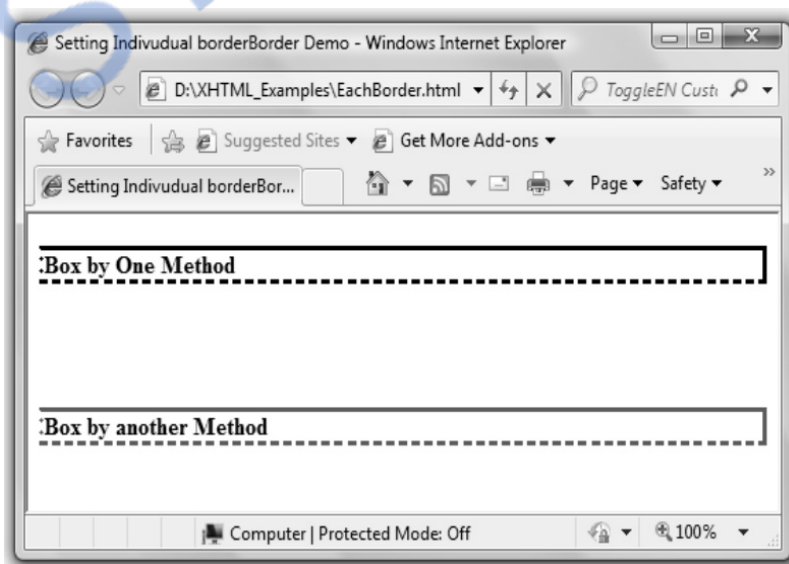 Setting Indivudual borderBorder Demo - Windows Internet Explorer
D:\XHTML_Examples\EachBorder.html
ToggleEN Cust
Favorites
Suggested Sites
Get More Add-ons
Setting Indivudual borderBor...
Page
Safety
»
Box by One Method
Box by another Method
Computer | Protected Mode: Off
100%